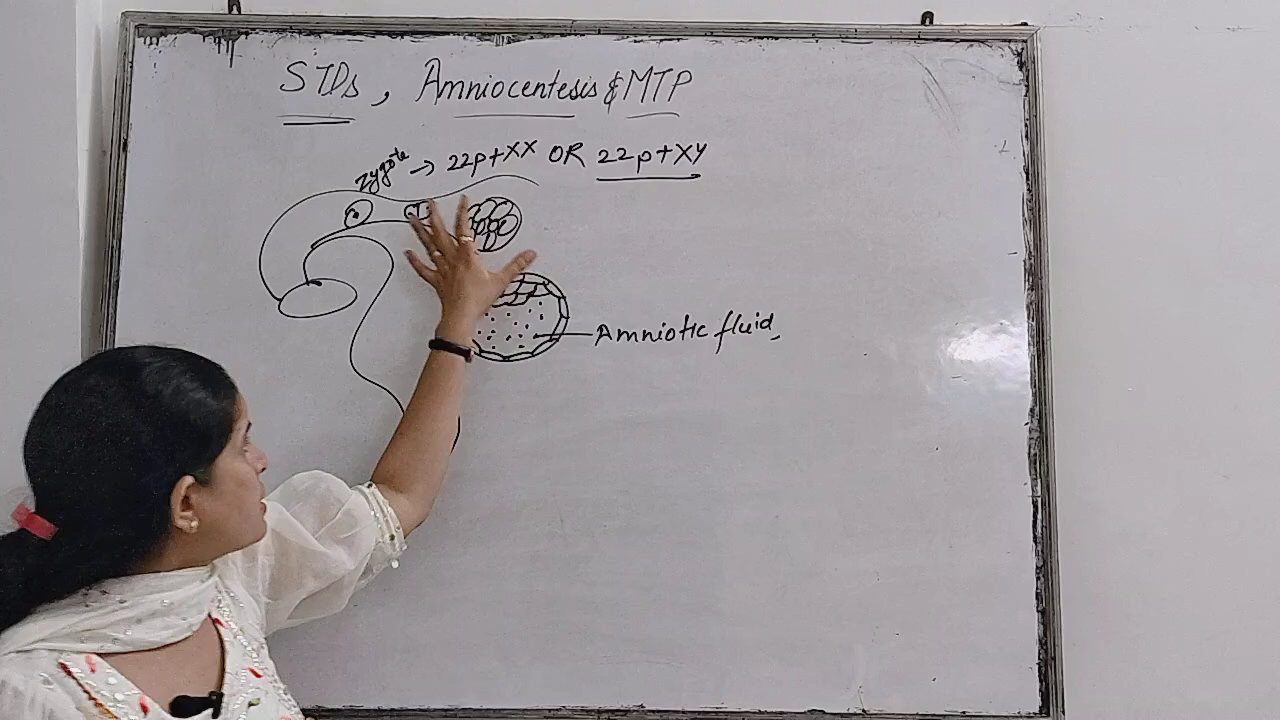 STDs, Amniocentesis & MTP
zygote → 22p+XX OR 22p+XY
Amniotic fluid,